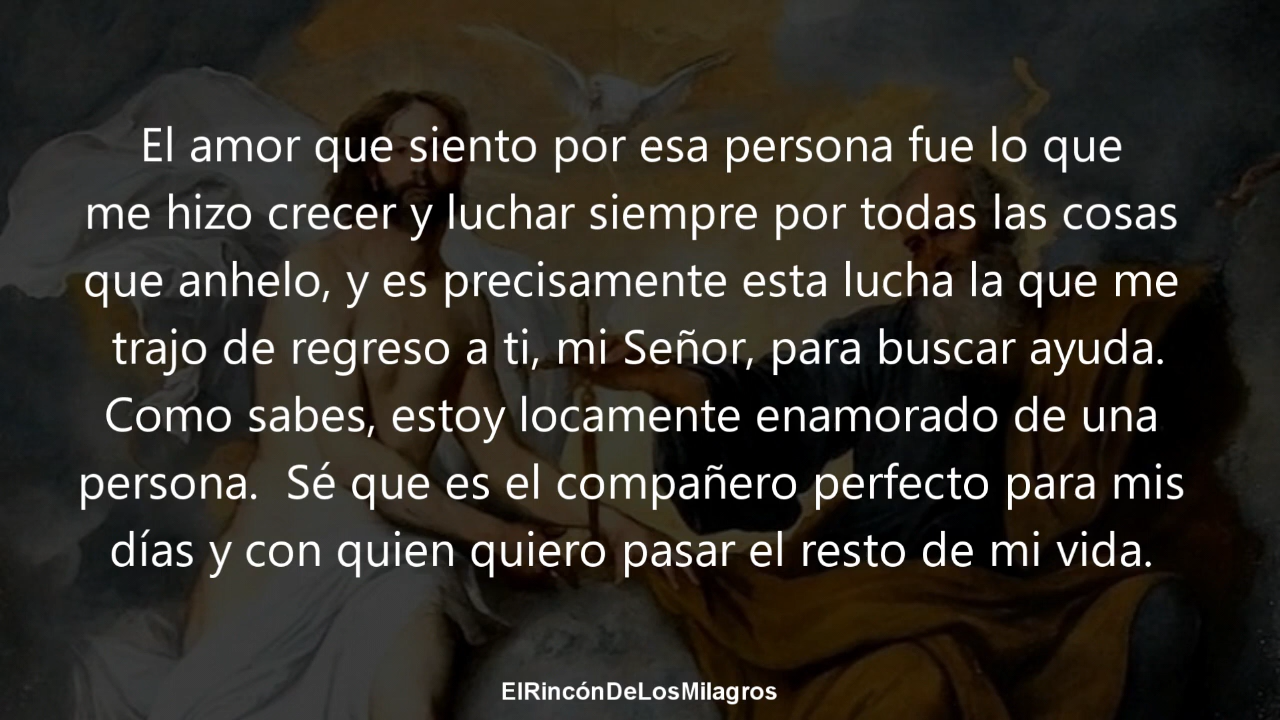 El amor que siento por esa persona fue lo que
me hizo crecer y luchar siempre por todas las cosas
que anhelo, y es precisamente esta lucha la que me
trajo de regreso a ti, mi Señor, para buscar ayuda.
Como sabes, estoy locamente enamorado de una
persona.  Sé que es el compañero perfecto para mis
días y con quien quiero pasar el resto de mi vida.
ElRincónDeLosMilagros